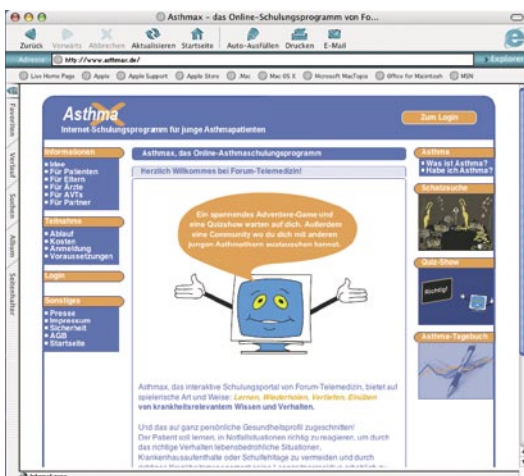 Asthmax - das Online-Schulungsprogramm von Fo...
Zurück Vorwärts Abbrechen Aktualisieren Startseite Auto-Ausfüllen Drucken E-Mail
Adresse http://www.asthmax.de/ Explorer
Live Home Page Apple Apple Support Apple Store .Mac Mac OS X Microsoft MacTopia Office for Macintosh MSN
Favoriten
Verlauf
Suchen
Album
Seitenhalter
Asthma X
Internet-Schulungsprogramm für junge Asthmapatienten
Zum Login
Informationen
Idee
Für Patienten
Für Eltern
Für Ärzte
Für AVTs
Für Partner
Teilnahme
Ablauf
Kosten
Anmeldung
Voraussetzungen
Login
Sonstiges
Presse
Impressum
Sicherheit
AGB
Startseite
Asthmax, das Online-Asthmaschulungsprogramm
Herzlich Willkommen bei Forum-Telemedizin!
Ein spannendes Adventure-Game und
eine Quizshow warten auf dich. Außerdem
eine Community wo du dich mit anderen
jungen Asthmathikern austauschen kannst.
Asthmax, das interaktive Schulungsportal von Forum-Telemedizin, bietet auf
spielerische Art und Weise: Lernen, Wiederholen, Vertiefen, Einüben
von krankheitsrelevantem Wissen und Verhalten.
Und das auf ganz persönliche Gesundheitsprofil zugeschnitten!
Der Patient soll lernen, in Notfallsituationen richtig zu reagieren, um durch
das richtige Verhalten lebensbedrohliche Situationen,
Krankenhausaufenthalte oder Schulfehltage zu vermeiden und durch
Asthma
Was ist Asthma?
Habe ich Asthma?
Schatzsuche
Quiz-Show
Richtig!
Asthma-Tagebuch